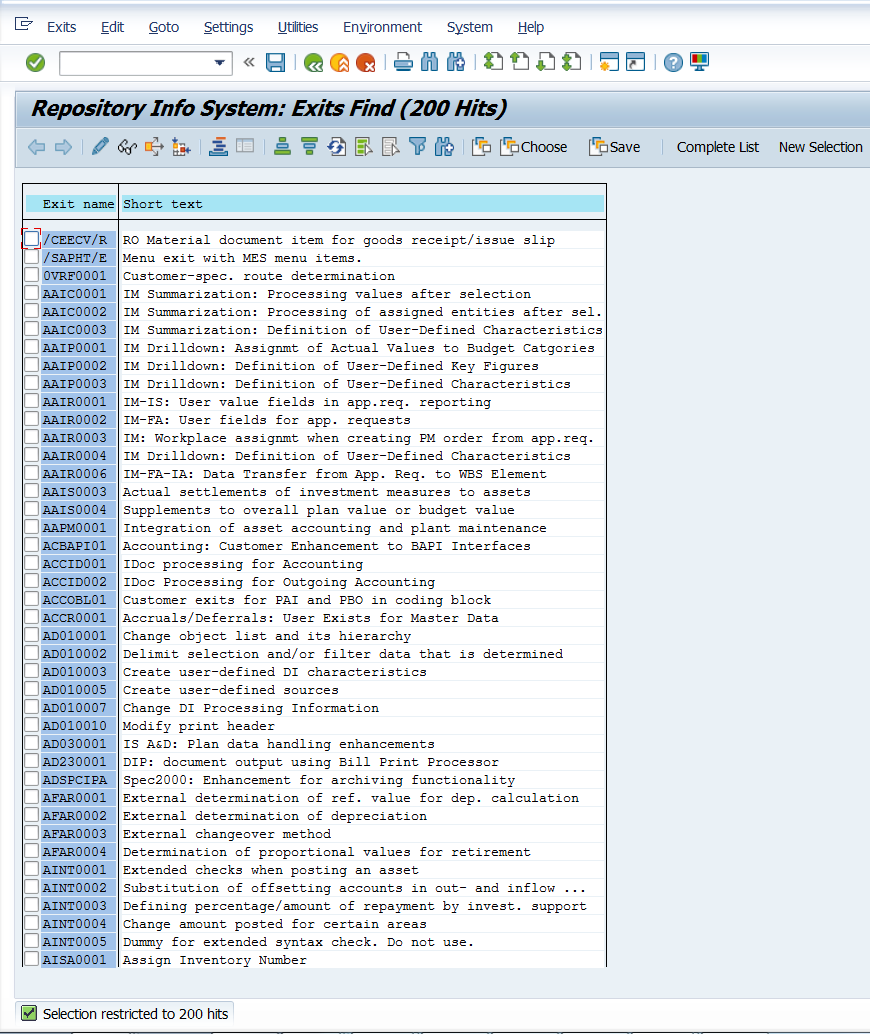 Exits Edit Goto Settings Utilities Environment System Help
Repository Info System: Exits Find (200 Hits)
Choose Save Complete List New Selection
Exit name Short text
/CEECV/R RO Material document item for goods receipt/issue slip
/SAPHT/E Menu exit with MES menu items.
0VRF0001 Customer-spec. route determination
AAIC0001 IM Summarization: Processing values after selection
AAIC0002 IM Summarization: Processing of assigned entities after sel.
AAIC0003 IM Summarization: Definition of User-Defined Characteristics
AAIP0001 IM Drilldown: Assignmt of Actual Values to Budget Catgories
AAIP0002 IM Drilldown: Definition of User-Defined Key Figures
AAIP0003 IM Drilldown: Definition of User-Defined Characteristics
AAIR0001 IM-IS: User value fields in app.req. reporting
AAIR0002 IM-FA: User fields for app. requests
AAIR0003 IM: Workplace assignmt when creating PM order from app.req.
AAIR0004 IM Drilldown: Definition of User-Defined Characteristics
AAIR0006 IM-FA-IA: Data Transfer from App. Req. to WBS Element
AAIS0003 Actual settlements of investment measures to assets
AAIS0004 Supplements to overall plan value or budget value
AAPM0001 Integration of asset accounting and plant maintenance
ACBAPI01 Accounting: Customer Enhancement to BAPI Interfaces
ACCID001 IDoc processing for Accounting
ACCID002 IDoc Processing for Outgoing Accounting
ACCOBL01 Customer exits for PAI and PBO in coding block
ACCR0001 Accruals/Deferrals: User Exists for Master Data
AD010001 Change object list and its hierarchy
AD010002 Delimit selection and/or filter data that is determined
AD010003 Create user-defined DI characteristics
AD010005 Create user-defined sources
AD010007 Change DI Processing Information
AD010010 Modify print header
AD030001 IS A&D: Plan data handling enhancements
AD230001 DIP: document output using Bill Print Processor
ADSPCIPA Spec2000: Enhancement for archiving functionality
AFAR0001 External determination of ref. value for dep. calculation
AFAR0002 External determination of depreciation
AFAR0003 External changeover method
AFAR0004 Determination of proportional values for retirement
AINT0001 Extended checks when posting an asset
AINT0002 Substitution of offsetting accounts in out- and inflow ...
AINT0003 Defining percentage/amount of repayment by invest. support
AINT0004 Change amount posted for certain areas
AINT0005 Dummy for extended syntax check. Do not use.
AISA0001 Assign Inventory Number
Selection restricted to 200 hits